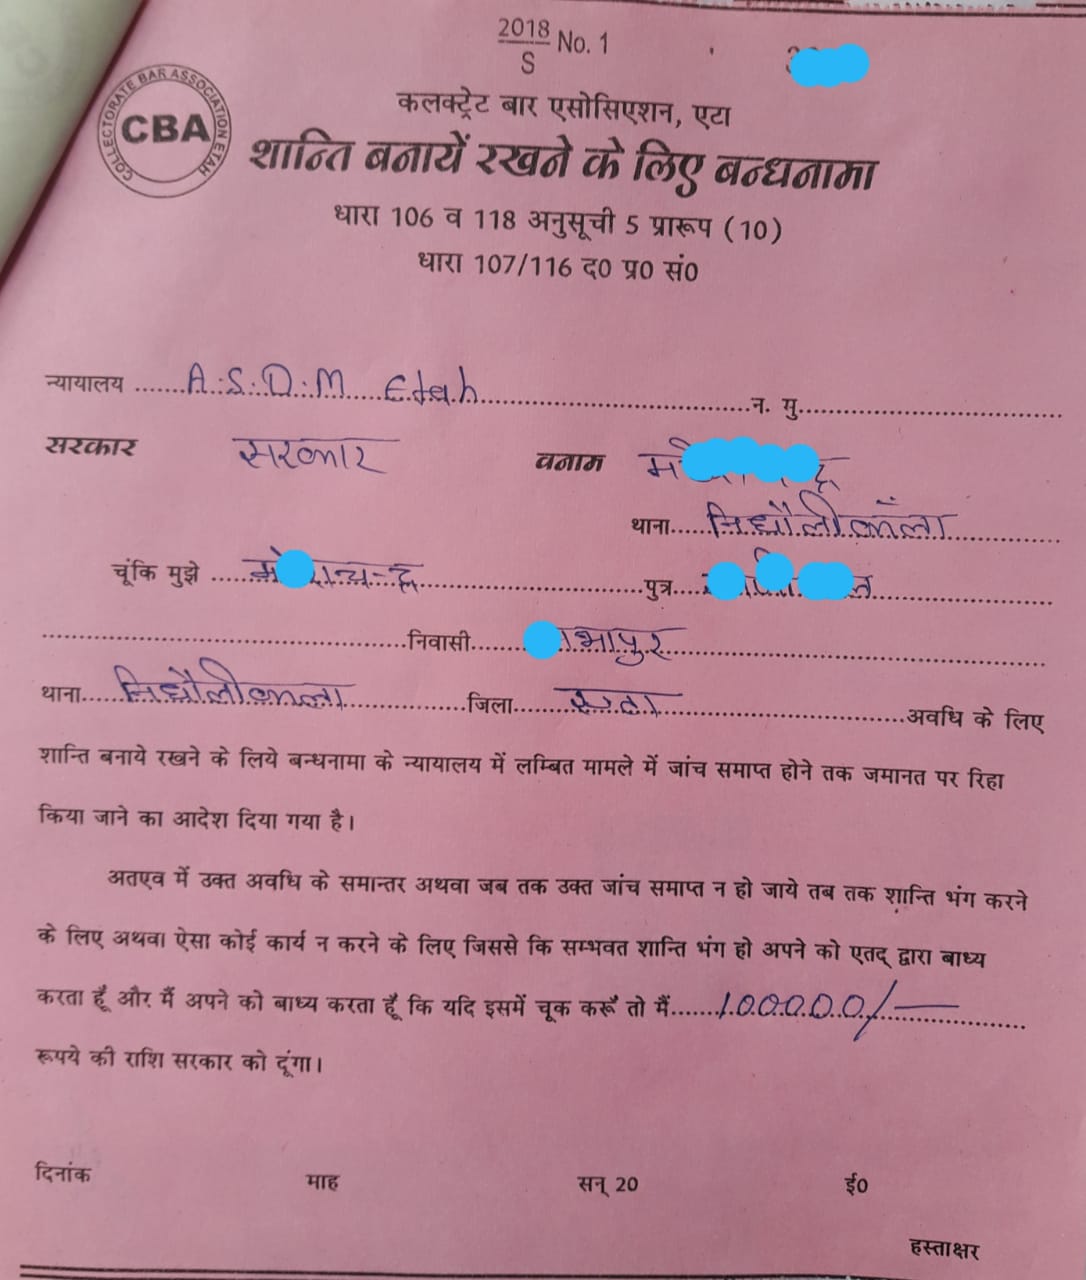 2018/S No. 1
COLLECTORATE BAR ASSOCIATION ETAH
CBA
कलक्ट्रेट बार एसोसिएशन, एटा
शान्ति बनायें रखने के लिए बन्धनामा
धारा 106 व 118 अनुसूची 5 प्रारूप (10)
धारा 107/116 द0 प्र0 सं0
न्यायालय ......A.S.D.M Etah......न. मु......
सरकार सरकार वनाम
थाना.....निधौलीकॅला......
चूंकि मुझे ......पुत्र......
......निवासी......
थाना.....निधौलीकला......जिला.....एटा......अवधि के लिए
शान्ति बनाये रखने के लिये बन्धनामा के न्यायालय में लम्बित मामले में जांच समाप्त होने तक जमानत पर रिहा
किया जाने का आदेश दिया गया है।
अतएव में उक्त अवधि के समान्तर अथवा जब तक उक्त जांच समाप्त न हो जाये तब तक शान्ति भंग करने
के लिए अथवा ऐसा कोई कार्य न करने के लिए जिससे कि सम्भवत शान्ति भंग हो अपने को एतद् द्वारा बाध्य
करता हूँ और मैं अपने को बाध्य करता हूँ कि यदि इसमें चूक करूँ तो मैं......100000/-......
रूपये की राशि सरकार को दूंगा।
दिनांक माह सन् 20 ई0
हस्ताक्षर